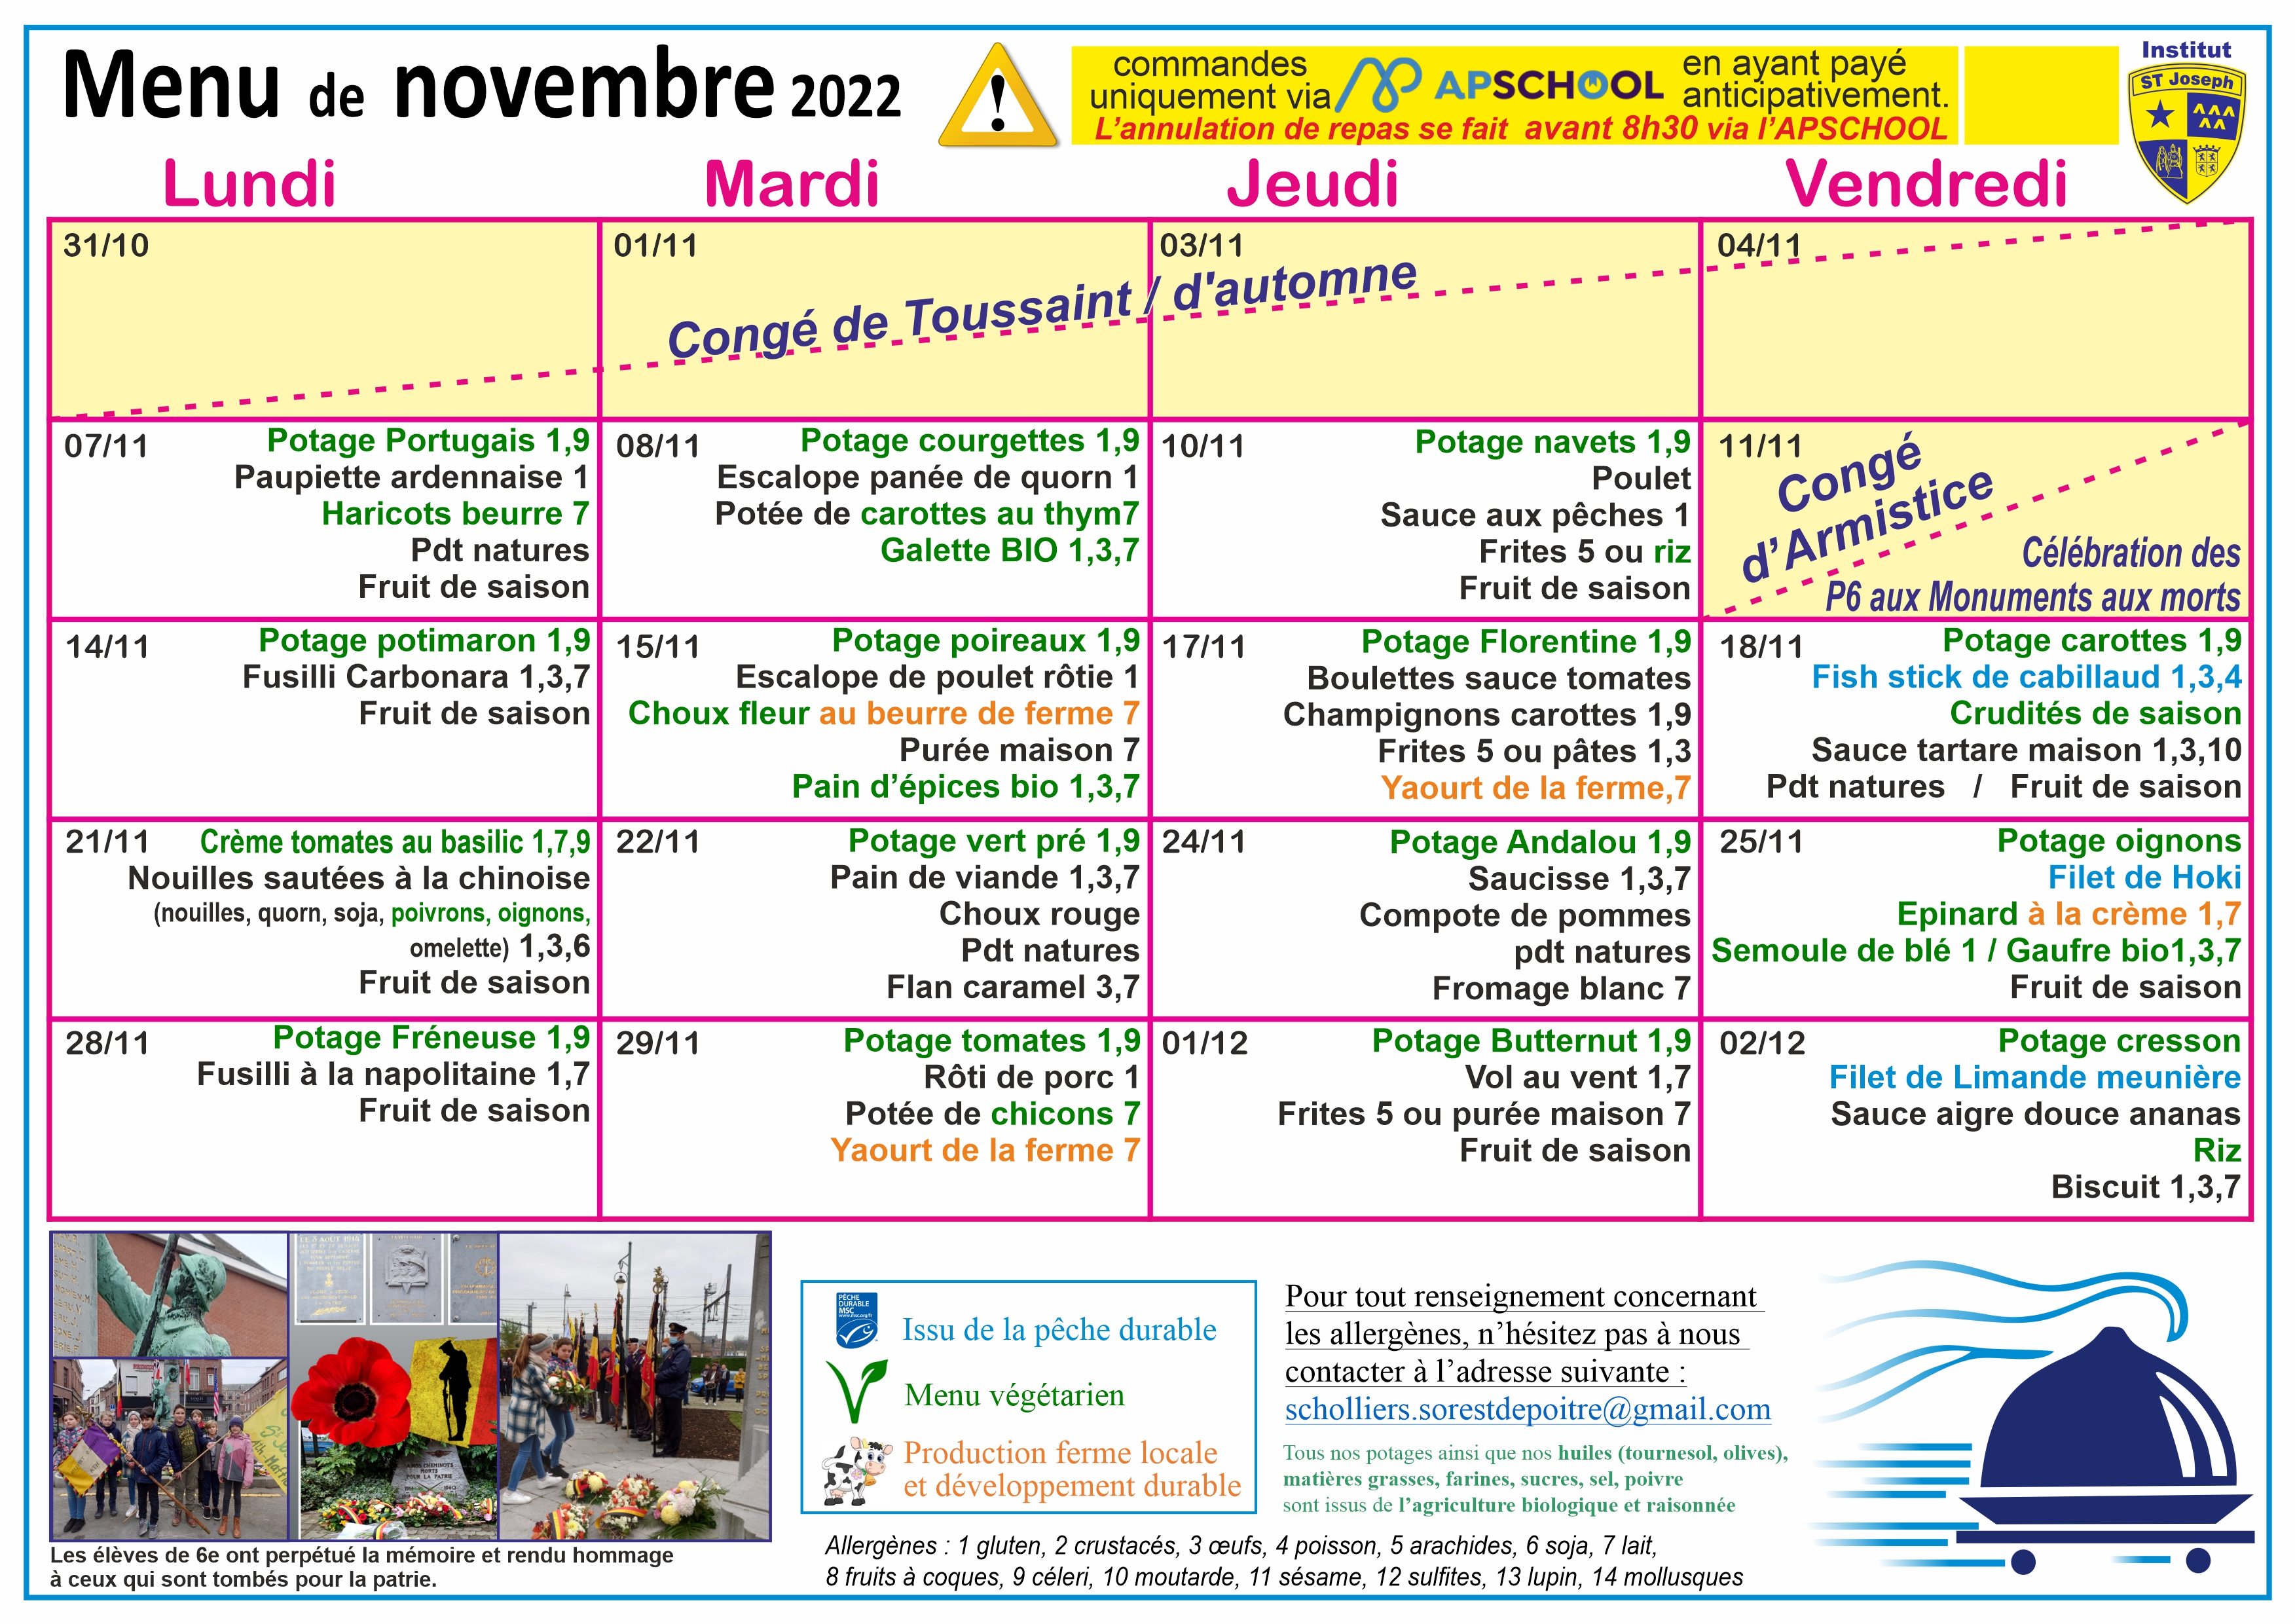 Menu de novembre 2022
commandes
uniquement via APSCHOOL en ayant payé
anticipativement.
L'annulation de repas se fait avant 8h30 via l'APSCHOOL
Institut
ST Joseph
Lundi Mardi Jeudi Vendredi
31/10 01/11 03/11 04/11
Congé de Toussaint / d'automne
07/11 Potage Portugais 1,9
Paupiette ardennaise 1
Haricots beurre 7
Pdt natures
Fruit de saison
08/11 Potage courgettes 1,9
Escalope panée de quorn 1
Potée de carottes au thym7
Galette BIO 1,3,7
10/11 Potage navets 1,9
Poulet
Sauce aux pêches 1
Frites 5 ou riz
Fruit de saison
11/11 Congé
d'Armistice
Célébration des
P6 aux Monuments aux morts
14/11 Potage potimaron 1,9
Fusilli Carbonara 1,3,7
Fruit de saison
15/11 Potage poireaux 1,9
Escalope de poulet rôtie 1
Choux fleur au beurre de ferme 7
Purée maison 7
Pain d'épices bio 1,3,7
17/11 Potage Florentine 1,9
Boulettes sauce tomates
Champignons carottes 1,9
Frites 5 ou pâtes 1,3
Yaourt de la ferme,7
18/11 Potage carottes 1,9
Fish stick de cabillaud 1,3,4
Crudités de saison
Sauce tartare maison 1,3,10
Pdt natures / Fruit de saison
21/11 Crème tomates au basilic 1,7,9
Nouilles sautées à la chinoise
(nouilles, quorn, soja, poivrons, oignons,
omelette) 1,3,6
Fruit de saison
22/11 Potage vert pré 1,9
Pain de viande 1,3,7
Choux rouge
Pdt natures
Flan caramel 3,7
24/11 Potage Andalou 1,9
Saucisse 1,3,7
Compote de pommes
pdt natures
Fromage blanc 7
25/11 Potage oignons
Filet de Hoki
Epinard à la crème 1,7
Semoule de blé 1 / Gaufre bio1,3,7
Fruit de saison
28/11 Potage Fréneuse 1,9
Fusilli à la napolitaine 1,7
Fruit de saison
29/11 Potage tomates 1,9
Rôti de porc 1
Potée de chicons 7
Yaourt de la ferme 7
01/12 Potage Butternut 1,9
Vol au vent 1,7
Frites 5 ou purée maison 7
Fruit de saison
02/12 Potage cresson
Filet de Limande meunière
Sauce aigre douce ananas
Riz
Biscuit 1,3,7
Les élèves de 6e ont perpétué la mémoire et rendu hommage
à ceux qui sont tombés pour la patrie.
PÊCHE
DURABLE
MSC
www.msc.org/fr
Issu de la pêche durable
Menu végétarien
Production ferme locale
et développement durable
Pour tout renseignement concernant
les allergènes, n'hésitez pas à nous
contacter à l'adresse suivante :
scholliers.sorestdepoitre@gmail.com
Tous nos potages ainsi que nos huiles (tournesol, olives),
matières grasses, farines, sucres, sel, poivre
sont issus de l'agriculture biologique et raisonnée
Allergènes : 1 gluten, 2 crustacés, 3 œufs, 4 poisson, 5 arachides, 6 soja, 7 lait,
8 fruits à coques, 9 céleri, 10 moutarde, 11 sésame, 12 sulfites, 13 lupin, 14 mollusques